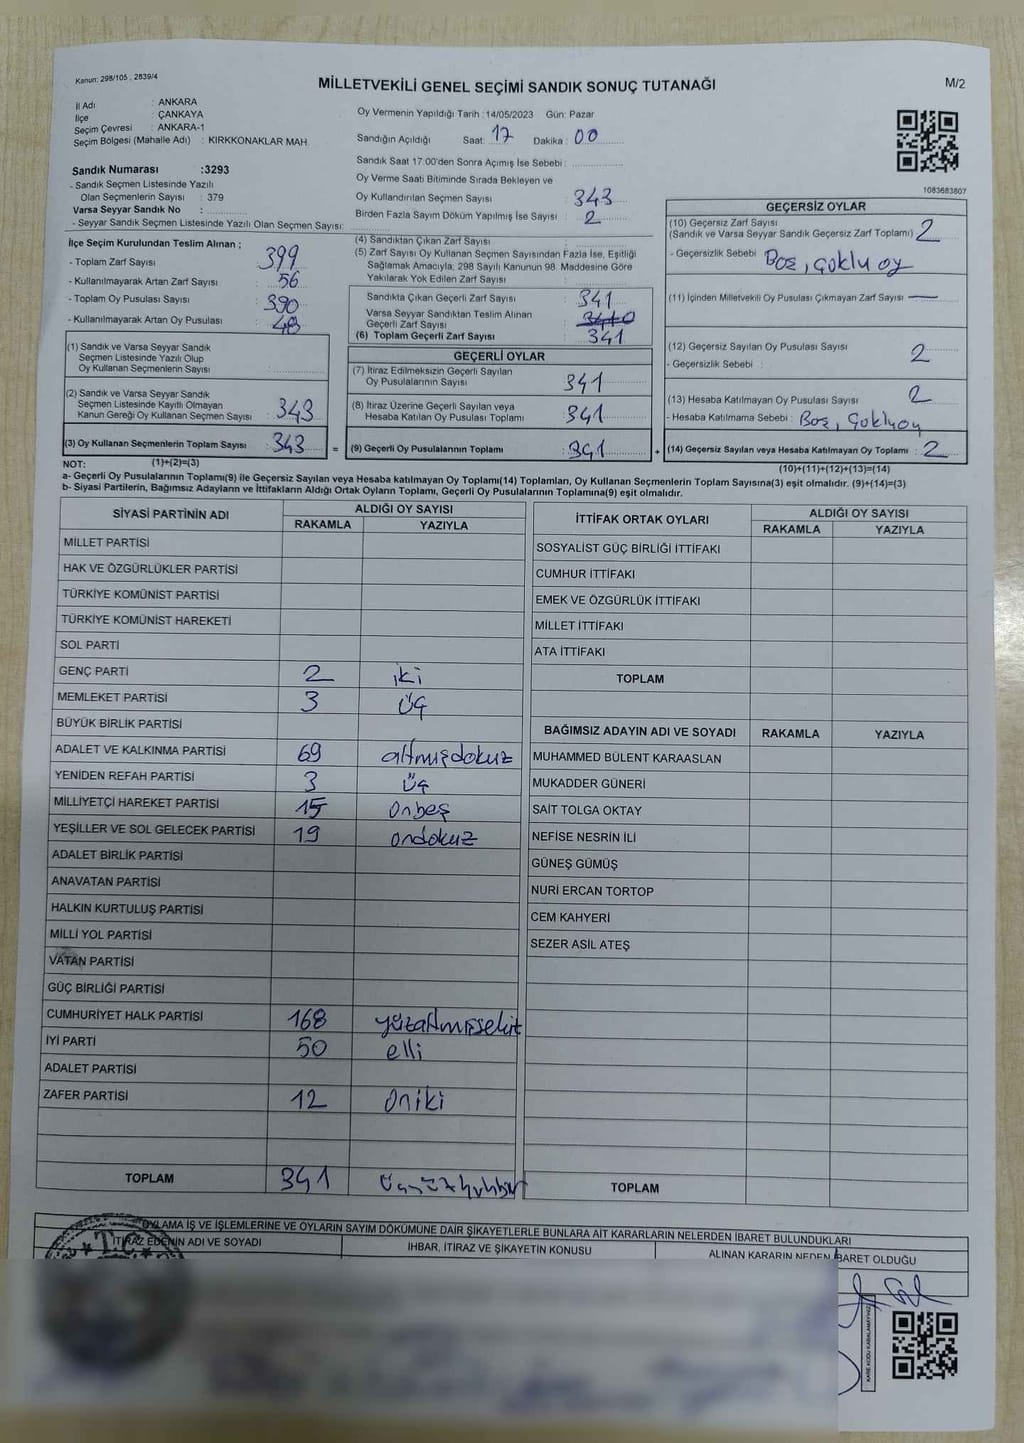 Kanun: 298/105, 2839/4
MİLLETVEKİLİ GENEL SEÇİMİ SANDIK SONUÇ TUTANAĞI
M/2
İl Adı : ANKARA
İlçe : ÇANKAYA
Seçim Çevresi : ANKARA-1
Seçim Bölgesi (Mahalle Adı) : KIRKKONAKLAR MAH.
Sandık Numarası :3293
- Sandık Seçmen Listesinde Yazılı
Olan Seçmenlerin Sayısı : 379
Varsa Seyyar Sandık No :
- Seyyar Sandık Seçmen Listesinde Yazılı Olan Seçmen Sayısı:
Oy Vermenin Yapıldığı Tarih :14/05/2023 Gün: Pazar
Sandığın Açıldığı Saat: 17 Dakika: 00
Sandık Saat 17.00'den Sonra Açımış İse Sebebi :
Oy Verme Saati Bitiminde Sırada Bekleyen ve
Oy Kullandırılan Seçmen Sayısı : 343
Birden Fazla Sayım Döküm Yapılmış İse Sayısı : 2
1083683807
İlçe Seçim Kurulundan Teslim Alınan ;
- Toplam Zarf Sayısı : 399
- Kullanılmayarak Artan Zarf Sayısı : 56
- Toplam Oy Pusulası Sayısı : 390
- Kullanılmayarak Artan Oy Pusulası : 48
(1) Sandık ve Varsa Seyyar Sandık
Seçmen Listesinde Yazılı Olup
Oy Kullanan Seçmenlerin Sayısı :
(2) Sandık ve Varsa Seyyar Sandık
Seçmen Listesinde Kayıtlı Olmayan
Kanun Gereği Oy Kullanan Seçmen Sayısı : 343
(3) Oy Kullanan Seçmenlerin Toplam Sayısı : 343 =
(1)+(2)=(3)
(4) Sandıktan Çıkan Zarf Sayısı :
(5) Zarf Sayısı Oy Kullanan Seçmen Sayısından Fazla İse, Eşitliği
Sağlamak Amacıyla, 298 Sayılı Kanunun 98. Maddesine Göre
Yakılarak Yok Edilen Zarf Sayısı :
Sandıkta Çıkan Geçerli Zarf Sayısı : 341
Varsa Seyyar Sandıktan Teslim Alınan
Geçerli Zarf Sayısı :
(6) Toplam Geçerli Zarf Sayısı : 341
GEÇERLİ OYLAR
(7) İtiraz Edilmeksizin Geçerli Sayılan
Oy Pusulalarının Sayısı : 341
(8) İtiraz Üzerine Geçerli Sayılan veya
Hesaba Katılan Oy Pusulaları Toplamı : 341
(9) Geçerli Oy Pusulalarının Toplamı : 341 +
GEÇERSİZ OYLAR
(10) Geçersiz Zarf Sayısı
(Sandık ve Varsa Seyyar Sandık Geçersiz Zarf Toplamı) : 2
- Geçersizlik Sebebi : Boş, çoklu oy
(11) İçinden Milletvekili Oy Pusulası Çıkmayan Zarf Sayısı : —
(12) Geçersiz Sayılan Oy Pusulası Sayısı : 2
- Geçersizlik Sebebi :
(13) Hesaba Katılmayan Oy Pusulası Sayısı : 2
- Hesaba Katılmama Sebebi : Boş, Çokluoy
(14) Geçersiz Sayılan veya Hesaba Katılmayan Oy Toplamı : 2
(10)+(11)+(12)+(13)=(14)
NOT:
a- Geçerli Oy Pusulalarının Toplamı(9) ile Geçersiz Sayılan veya Hesaba katılmayan Oy Toplamı(14) Toplamları, Oy Kullanan Seçmenlerin Toplam Sayısına(3) eşit olmalıdır. (9)+(14)=(3)
b- Siyasi Partilerin, Bağımsız Adayların ve İttifakların Aldığı Ortak Oyların Toplamı, Geçerli Oy Pusulalarının Toplamına(9) eşit olmalıdır.
SİYASİ PARTİNİN ADI ALDIĞI OY SAYISI
RAKAMLA YAZIYLA
MİLLET PARTİSİ
HAK VE ÖZGÜRLÜKLER PARTİSİ
TÜRKİYE KOMÜNİST PARTİSİ
TÜRKİYE KOMÜNİST HAREKETİ
SOL PARTİ
GENÇ PARTİ 2 iki
MEMLEKET PARTİSİ 3 üç
BÜYÜK BİRLİK PARTİSİ
ADALET VE KALKINMA PARTİSİ 69 altmışdokuz
YENİDEN REFAH PARTİSİ 3 üç
MİLLİYETÇİ HAREKET PARTİSİ 15 onbeş
YEŞİLLER VE SOL GELECEK PARTİSİ 19 ondokuz
ADALET BİRLİK PARTİSİ
ANAVATAN PARTİSİ
HALKIN KURTULUŞ PARTİSİ
MİLLİ YOL PARTİSİ
VATAN PARTİSİ
GÜÇ BİRLİĞİ PARTİSİ
CUMHURİYET HALK PARTİSİ 168 yüzaltmışsekiz
İYİ PARTİ 50 elli
ADALET PARTİSİ
ZAFER PARTİSİ 12 oniki
TOPLAM 341
İTTİFAK ORTAK OYLARI ALDIĞI OY SAYISI
RAKAMLA YAZIYLA
SOSYALİST GÜÇ BİRLİĞİ İTTİFAKI
CUMHUR İTTİFAKI
EMEK VE ÖZGÜRLÜK İTTİFAKI
MİLLET İTTİFAKI
ATA İTTİFAKI
TOPLAM
BAĞIMSIZ ADAYIN ADI VE SOYADI RAKAMLA YAZIYLA
MUHAMMED BÜLENT KARAASLAN
MUKADDER GÜNERİ
SAİT TOLGA OKTAY
NEFİSE NESRİN İLİ
GÜNEŞ GÜMÜŞ
NURİ ERCAN TORTOP
CEM KAHYERİ
SEZER ASİL ATEŞ
TOPLAM
OYLAMA İŞ VE İŞLEMLERİNE VE OYLARIN SAYIM DÖKÜMÜNE DAİR ŞİKAYETLERLE BUNLARA AİT KARARLARIN NELERDEN İBARET BULUNDUKLARI
İTİRAZ EDENİN ADI VE SOYADI İHBAR, İTİRAZ VE ŞİKAYETİN KONUSU ALINAN KARARIN NEDEN İBARET OLDUĞU
T.C.
KARE KODU KARALAMAYINIZ